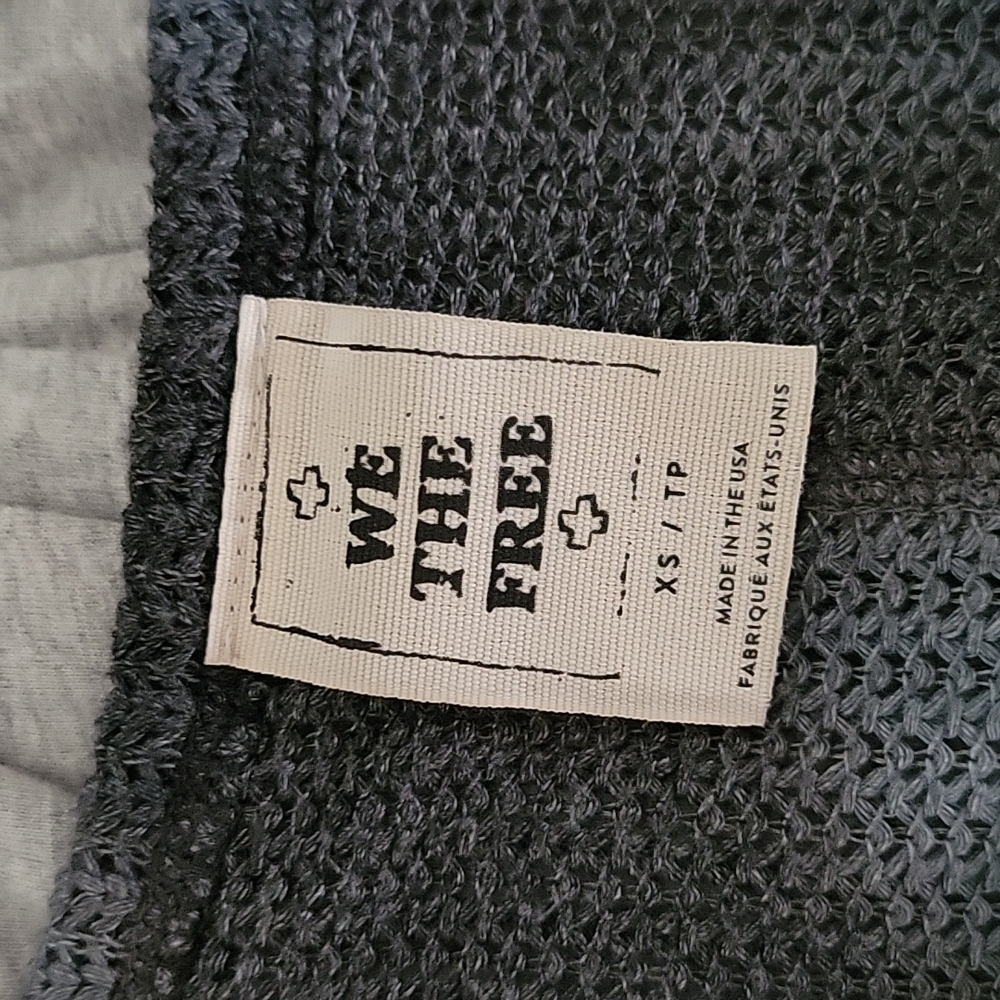 WE
THE
FREE
XS / TP
MADE IN THE USA
FABRIQUÉ AUX ÉTATS-UNIS